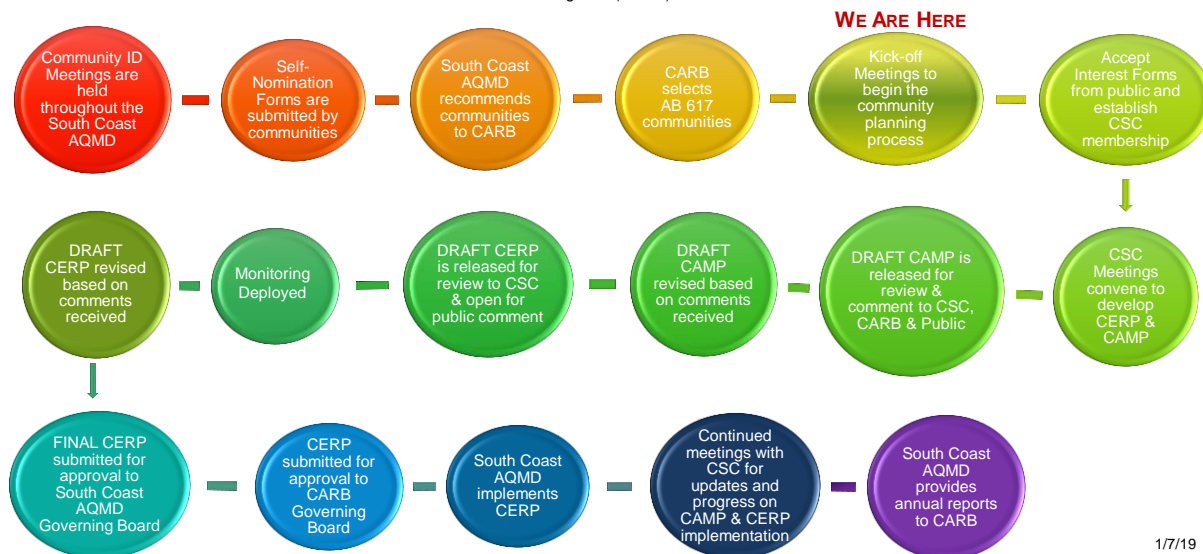 WE ARE HERE
Community ID
Meetings are
held
throughout the
South Coast
AQMD
Self-
Nomination
Forms are
submitted by
communities
South Coast
AQMD
recommends
communities
to CARB
CARB
selects
AB 617
communities
Kick-off
Meetings to
begin the
community
planning
process
Accept
Interest Forms
from public and
establish
CSC
membership
DRAFT
CERP revised
based on
comments
received
Monitoring
Deployed
DRAFT CERP
is released for
review to CSC
& open for
public comment
DRAFT
CAMP
revised based
on comments
received
DRAFT CAMP is
released for
review &
comment to CSC,
CARB & Public
CSC
Meetings
convene to
develop
CERP &
CAMP
FINAL CERP
submitted for
approval to
South Coast
AQMD
Governing Board
CERP
submitted for
approval to
CARB
Governing
Board
South Coast
AQMD
implements
CERP
Continued
meetings with
CSC for
updates and
progress on
CAMP & CERP
implementation
South Coast
AQMD
provides
annual reports
to CARB
1/7/19